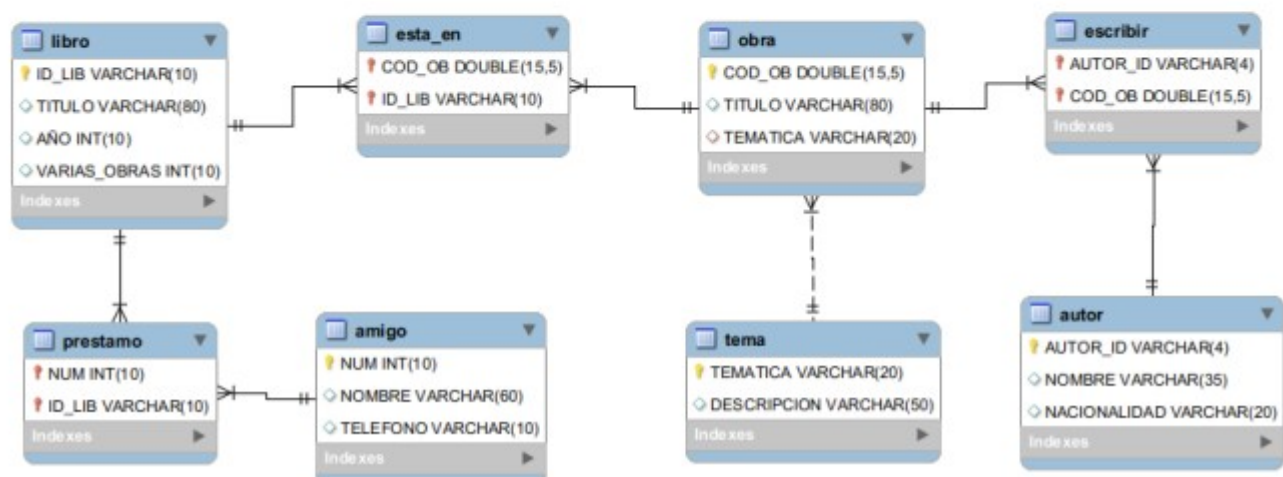 libro
ID_LIB VARCHAR(10)
TITULO VARCHAR(80)
AÑO INT(10)
VARIAS_OBRAS INT(10)
Indexes
esta_en
COD_OB DOUBLE(15,5)
ID_LIB VARCHAR(10)
Indexes
obra
COD_OB DOUBLE(15,5)
TITULO VARCHAR(80)
TEMATICA VARCHAR(20)
Indexes
escribir
AUTOR_ID VARCHAR(4)
COD_OB DOUBLE(15,5)
Indexes
prestamo
NUM INT(10)
ID_LIB VARCHAR(10)
Indexes
amigo
NUM INT(10)
NOMBRE VARCHAR(60)
TELEFONO VARCHAR(10)
Indexes
tema
TEMATICA VARCHAR(20)
DESCRIPCION VARCHAR(50)
Indexes
autor
AUTOR_ID VARCHAR(4)
NOMBRE VARCHAR(35)
NACIONALIDAD VARCHAR(20)
Indexes